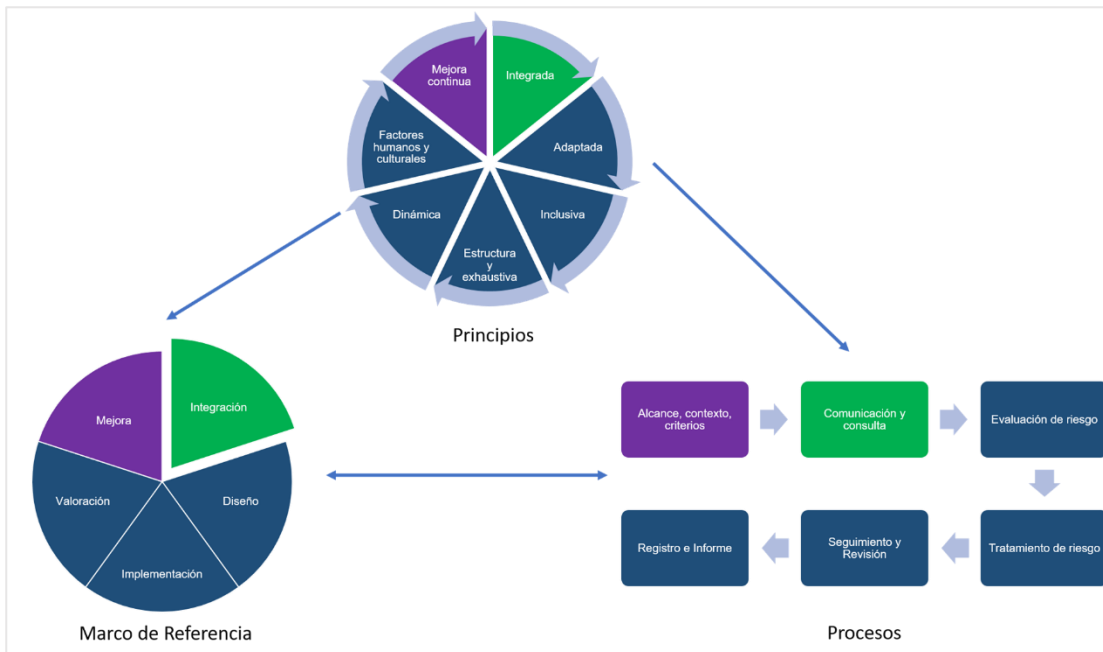 Mejora
continua
Integrada
Factores
humanos y
culturales
Adaptada
Dinámica
Inclusiva
Estructura
y
exhaustiva
Principios
Mejora
Integración
Valoración
Diseño
Implementación
Marco de Referencia
Alcance, contexto,
criterios
Comunicación y
consulta
Evaluación de riesgo
Registro e Informe
Seguimiento y
Revisión
Tratamiento de riesgo
Procesos